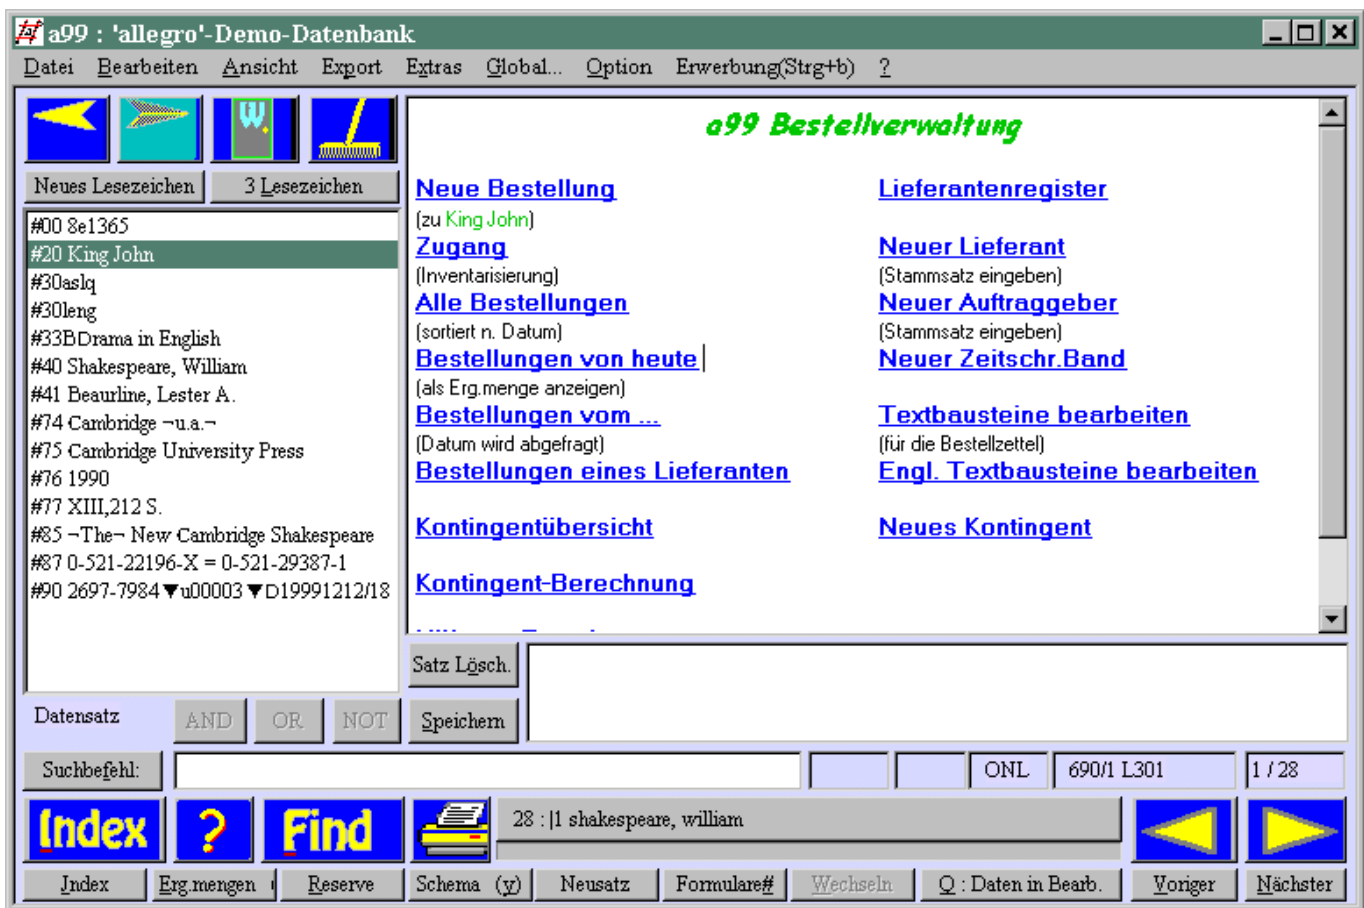 a99 : 'allegro'-Demo-Datenbank
Datei Bearbeiten Ansicht Export Extras Global... Option Erwerbung(Strg+b) ?
W.
Neues Lesezeichen 3 Lesezeichen
#00 8e1365
#20 King John
#30aslq
#30leng
#33BDrama in English
#40 Shakespeare, William
#41 Beaurline, Lester A.
#74 Cambridge ¬u.a.¬
#75 Cambridge University Press
#76 1990
#77 XIII,212 S.
#85 ¬The¬ New Cambridge Shakespeare
#87 0-521-22196-X = 0-521-29387-1
#90 2697-7984▼u00003▼D19991212/18
a99 Bestellverwaltung
Neue Bestellung Lieferantenregister
(zu King John)
Zugang Neuer Lieferant
(Inventarisierung) (Stammsatz eingeben)
Alle Bestellungen Neuer Auftraggeber
(sortiert n. Datum) (Stammsatz eingeben)
Bestellungen von heute Neuer Zeitschr.Band
(als Erg.menge anzeigen)
Bestellungen vom ... Textbausteine bearbeiten
(Datum wird abgefragt) (für die Bestellzettel)
Bestellungen eines Lieferanten Engl. Textbausteine bearbeiten
Kontingentübersicht Neues Kontingent
Kontingent-Berechnung
Satz Lösch.
Datensatz AND OR NOT Speichern
Suchbefehl: ONL 690/1 L301 1 / 28
Index ? Find 28 : |1 shakespeare, william
Index Erg.mengen Reserve Schema (y) Neusatz Formulare# Wechseln Q : Daten in Bearb. Voriger Nächster